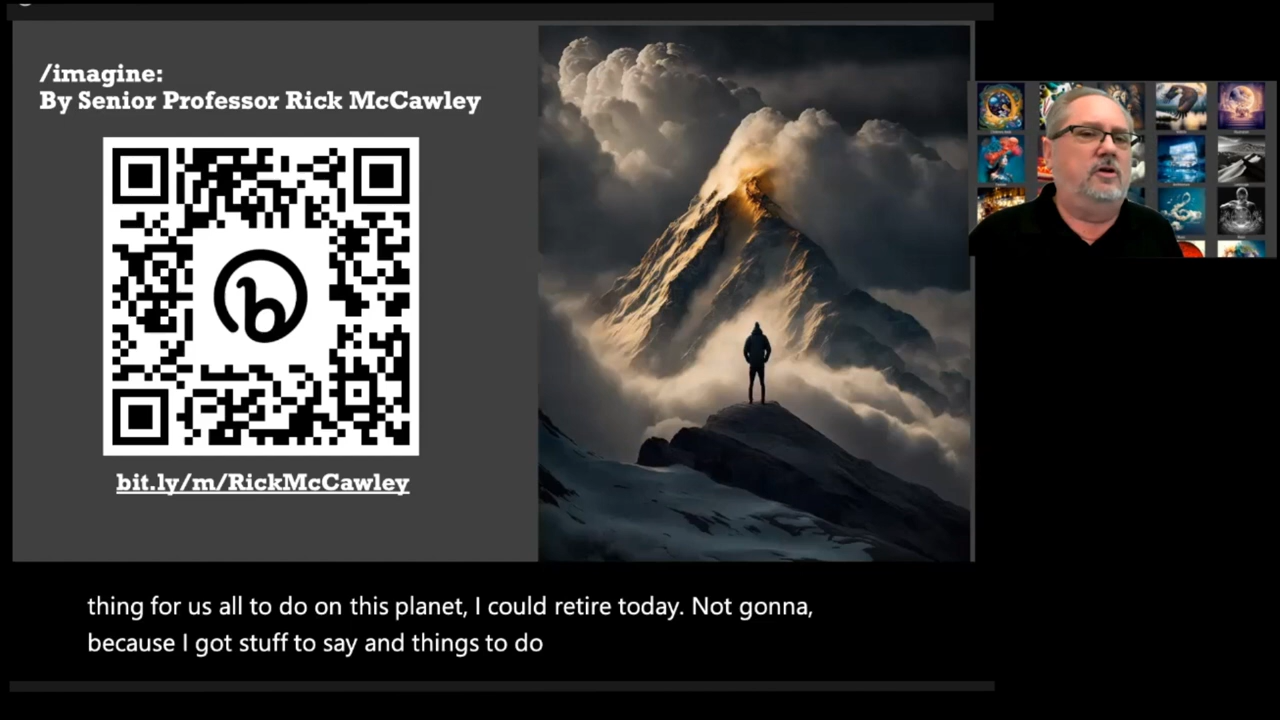 /imagine:
By Senior Professor Rick McCawley
bit.ly/m/RickMcCawley
thing for us all to do on this planet, I could retire today. Not gonna,
because I got stuff to say and things to do